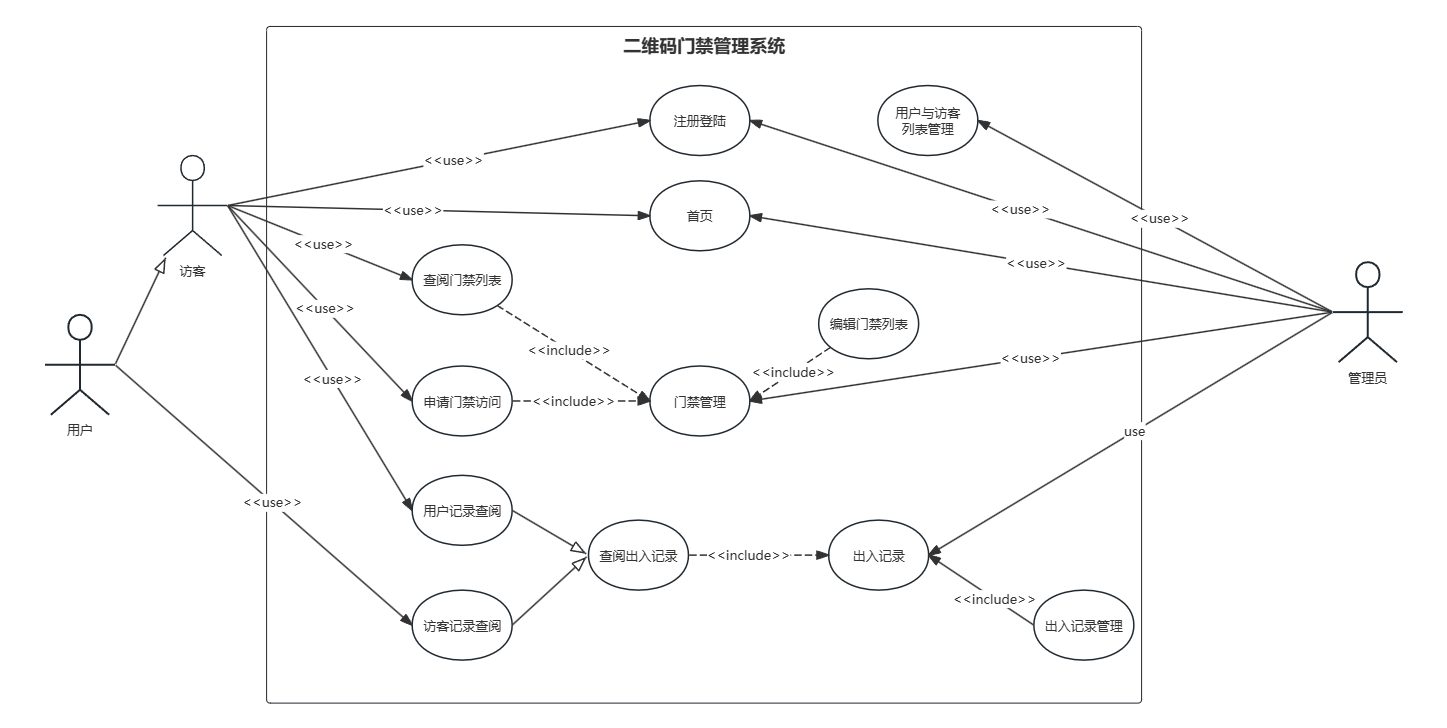 二维码门禁管理系统
注册登陆
用户与访客
列表管理
<<use>>
<<use>>
<<use>>
<<use>>
首页
<<use>>
<<use>>
访客
查阅门禁列表
<<use>>
编辑门禁列表
<<include>>
<<use>>
<<include>>
<<use>>
管理员
申请门禁访问
<<include>>
门禁管理
用户
use
<<use>>
用户记录查阅
查阅出入记录
<<include>>
出入记录
<<include>>
访客记录查阅
出入记录管理